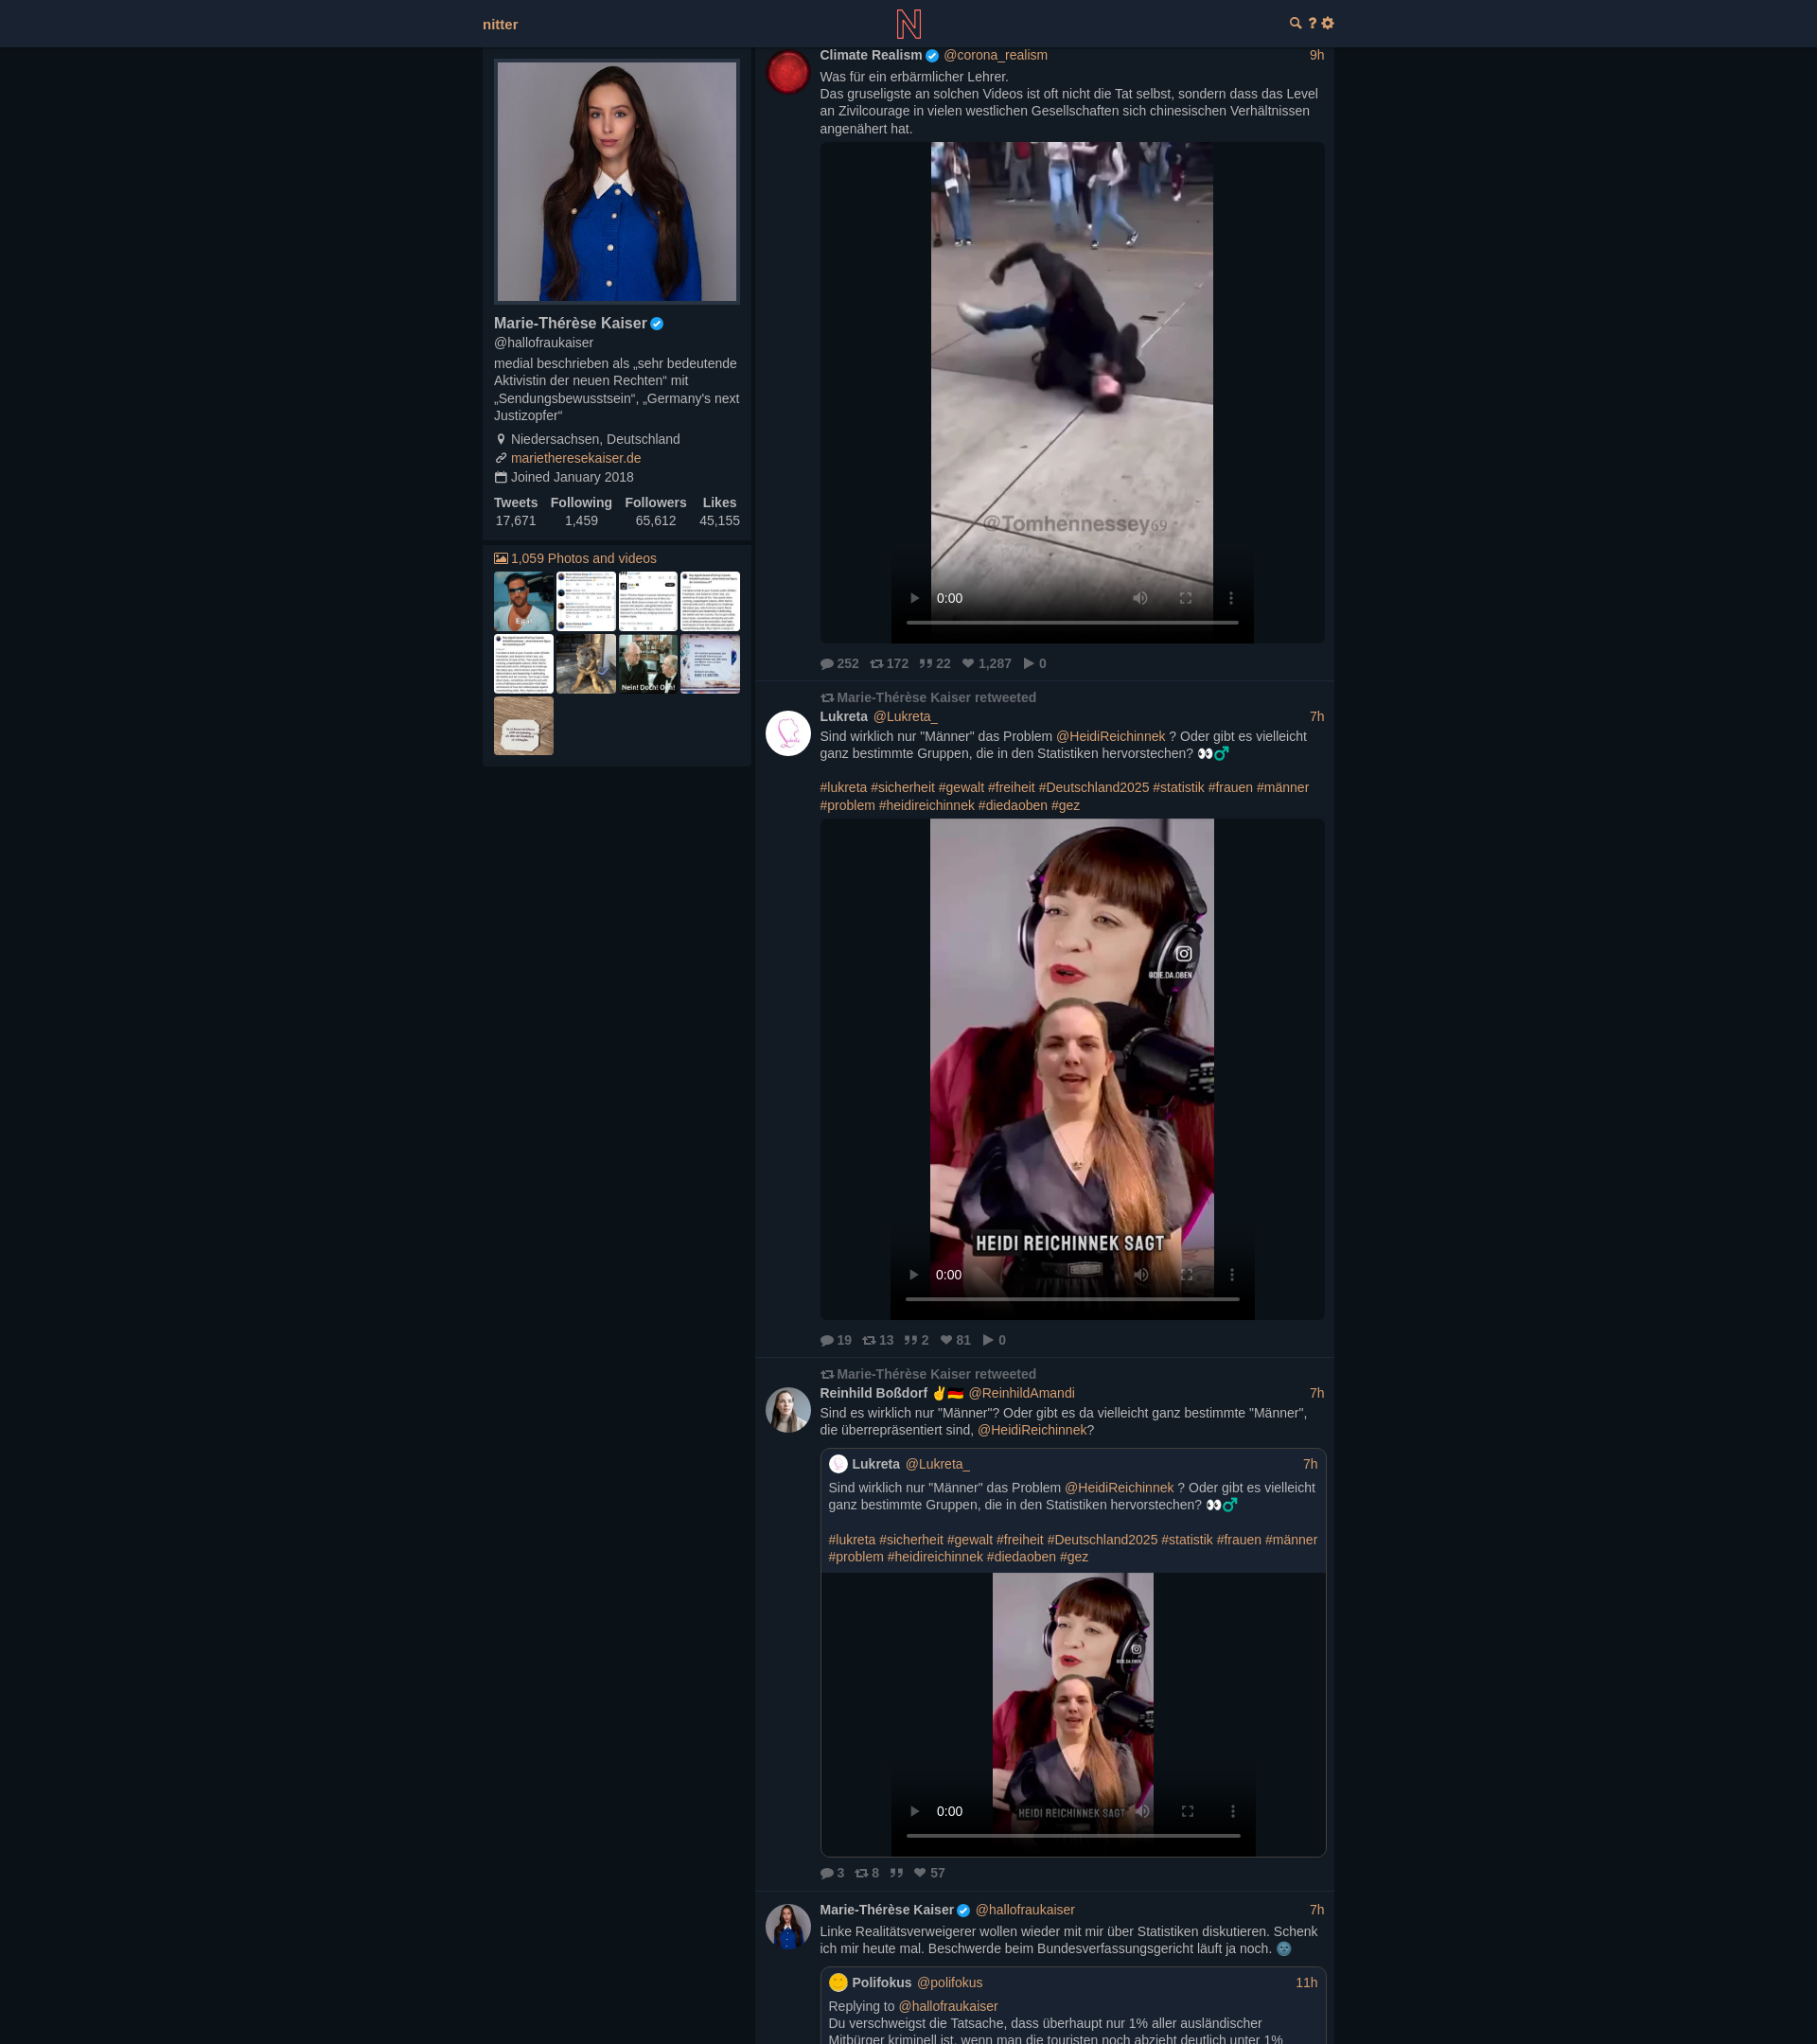 nitter
Marie-Thérèse Kaiser
@hallofraukaiser
medial beschrieben als „sehr bedeutende
Aktivistin der neuen Rechten“ mit
„Sendungsbewusstsein“, „Germany's next
Justizopfer“
Niedersachsen, Deutschland
marietheresekaiser.de
Joined January 2018
Tweets Following Followers Likes
17,671 1,459 65,612 45,155
1,059 Photos and videos
Nein! Doch! Ooh!
Climate Realism @corona_realism 9h
Was für ein erbärmlicher Lehrer.
Das gruseligste an solchen Videos ist oft nicht die Tat selbst, sondern dass das Level
an Zivilcourage in vielen westlichen Gesellschaften sich chinesischen Verhältnissen
angenähert hat.
@Tomhennessey69
0:00
252 172 22 1,287 0
Marie-Thérèse Kaiser retweeted
Lukreta @Lukreta_ 7h
Sind wirklich nur "Männer" das Problem @HeidiReichinnek ? Oder gibt es vielleicht
ganz bestimmte Gruppen, die in den Statistiken hervorstechen? 👀♂️
#lukreta #sicherheit #gewalt #freiheit #Deutschland2025 #statistik #frauen #männer
#problem #heidireichinnek #diedaoben #gez
@DIE.DA.OBEN
HEIDI REICHINNEK SAGT
0:00
19 13 2 81 0
Marie-Thérèse Kaiser retweeted
Reinhild Boßdorf ✌️🇩🇪 @ReinhildAmandi 7h
Sind es wirklich nur "Männer"? Oder gibt es da vielleicht ganz bestimmte "Männer",
die überrepräsentiert sind, @HeidiReichinnek?
Lukreta @Lukreta_ 7h
Sind wirklich nur "Männer" das Problem @HeidiReichinnek ? Oder gibt es vielleicht
ganz bestimmte Gruppen, die in den Statistiken hervorstechen? 👀♂️
#lukreta #sicherheit #gewalt #freiheit #Deutschland2025 #statistik #frauen #männer
#problem #heidireichinnek #diedaoben #gez
@DIE.DA.OBEN
HEIDI REICHINNEK SAGT
0:00
3 8 57
Marie-Thérèse Kaiser @hallofraukaiser 7h
Linke Realitätsverweigerer wollen wieder mit mir über Statistiken diskutieren. Schenk
ich mir heute mal. Beschwerde beim Bundesverfassungsgericht läuft ja noch. 🌚
Polifokus @polifokus 11h
Replying to @hallofraukaiser
Du verschweigst die Tatsache, dass überhaupt nur 1% aller ausländischer
Mitbürger kriminell ist, wenn man die touristen noch abzieht deutlich unter 1%